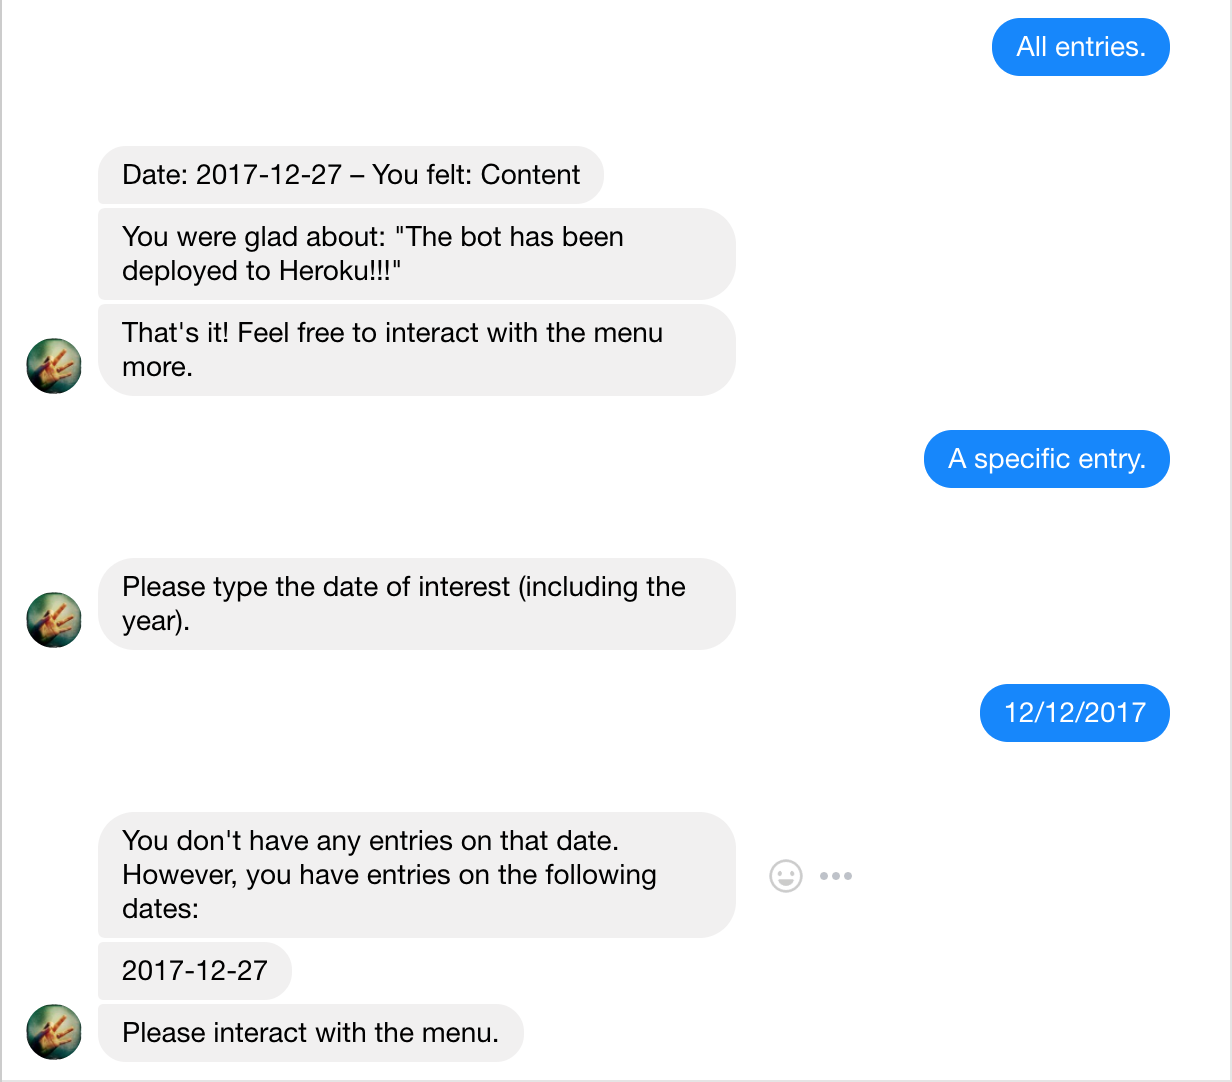 All entries.
Date: 2017-12-27 – You felt: Content
You were glad about: "The bot has been
deployed to Heroku!!!"
That's it! Feel free to interact with the menu
more.
A specific entry.
Please type the date of interest (including the
year).
12/12/2017
You don't have any entries on that date.
However, you have entries on the following
dates:
2017-12-27
Please interact with the menu.